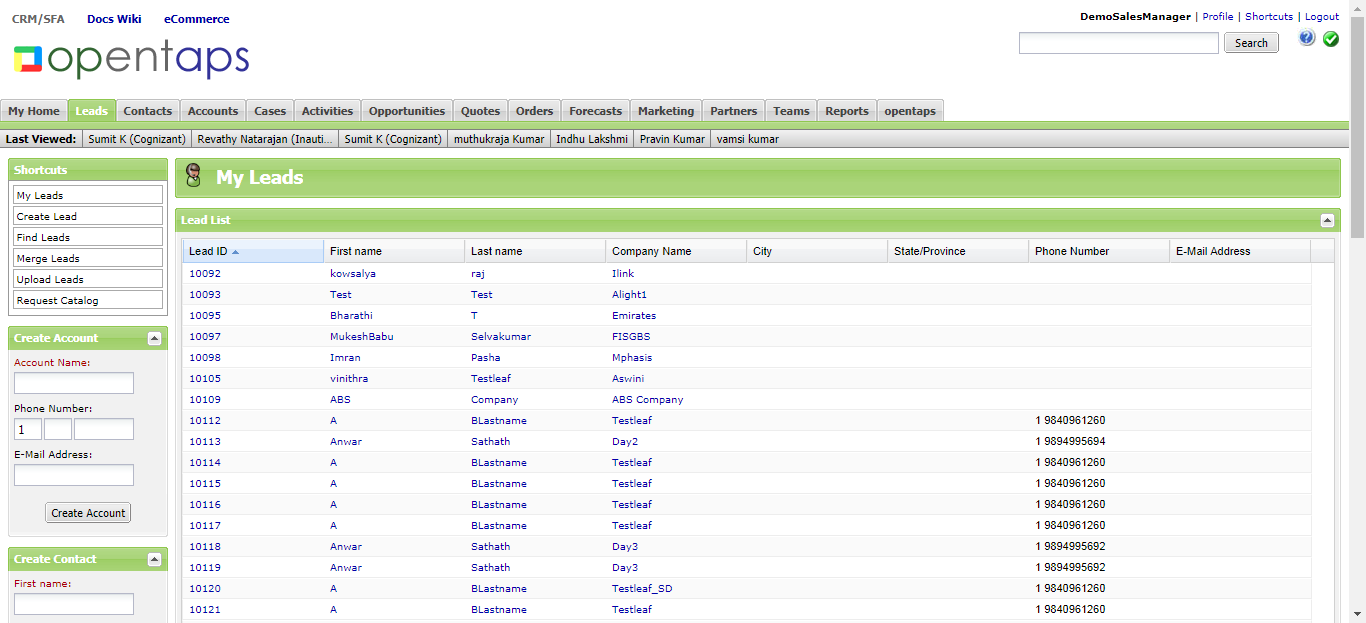 CRM/SFA Docs Wiki eCommerce
DemoSalesManager | Profile | Shortcuts | Logout
opentaps
Search
My Home Leads Contacts Accounts Cases Activities Opportunities Quotes Orders Forecasts Marketing Partners Teams Reports opentaps
Last Viewed: Sumit K (Cognizant) Revathy Natarajan (Inauti... Sumit K (Cognizant) muthukraja Kumar Indhu Lakshmi Pravin Kumar vamsi kumar
Shortcuts
My Leads
Create Lead
Find Leads
Merge Leads
Upload Leads
Request Catalog
Create Account
Account Name:
Phone Number:
1
E-Mail Address:
Create Account
Create Contact
First name:
My Leads
Lead List
Lead ID First name Last name Company Name City State/Province Phone Number E-Mail Address
10092 kowsalya raj Ilink
10093 Test Test Alight1
10095 Bharathi T Emirates
10097 MukeshBabu Selvakumar FISGBS
10098 Imran Pasha Mphasis
10105 vinithra Testleaf Aswini
10109 ABS Company ABS Company
10112 A BLastname Testleaf 1 9840961260
10113 Anwar Sathath Day2 1 9894995694
10114 A BLastname Testleaf 1 9840961260
10115 A BLastname Testleaf 1 9840961260
10116 A BLastname Testleaf 1 9840961260
10117 A BLastname Testleaf 1 9840961260
10118 Anwar Sathath Day3 1 9894995692
10119 Anwar Sathath Day3 1 9894995692
10120 A BLastname Testleaf_SD 1 9840961260
10121 A BLastname Testleaf 1 9840961260